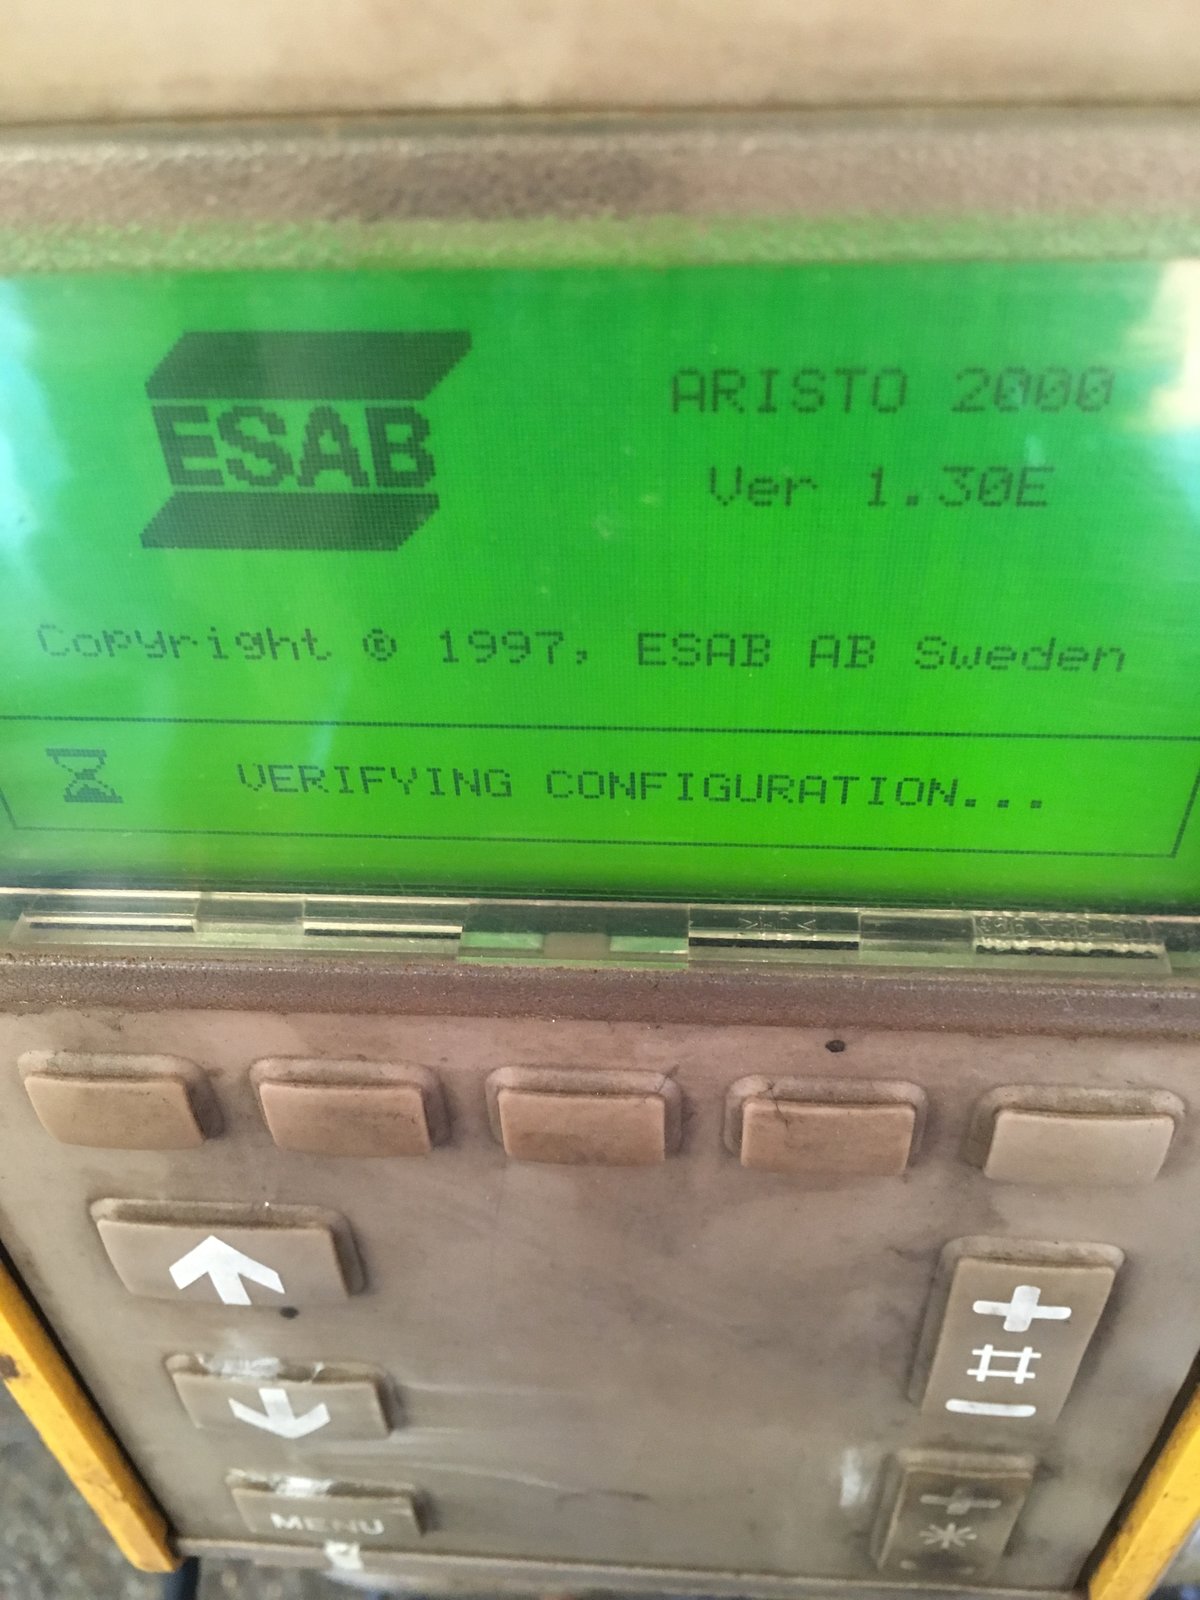 ESAB
ARISTO 2000
Ver 1.30E
Copyright © 1997, ESAB AB Sweden
VERIFYING CONFIGURATION...
+
#
−
MENU
+
*